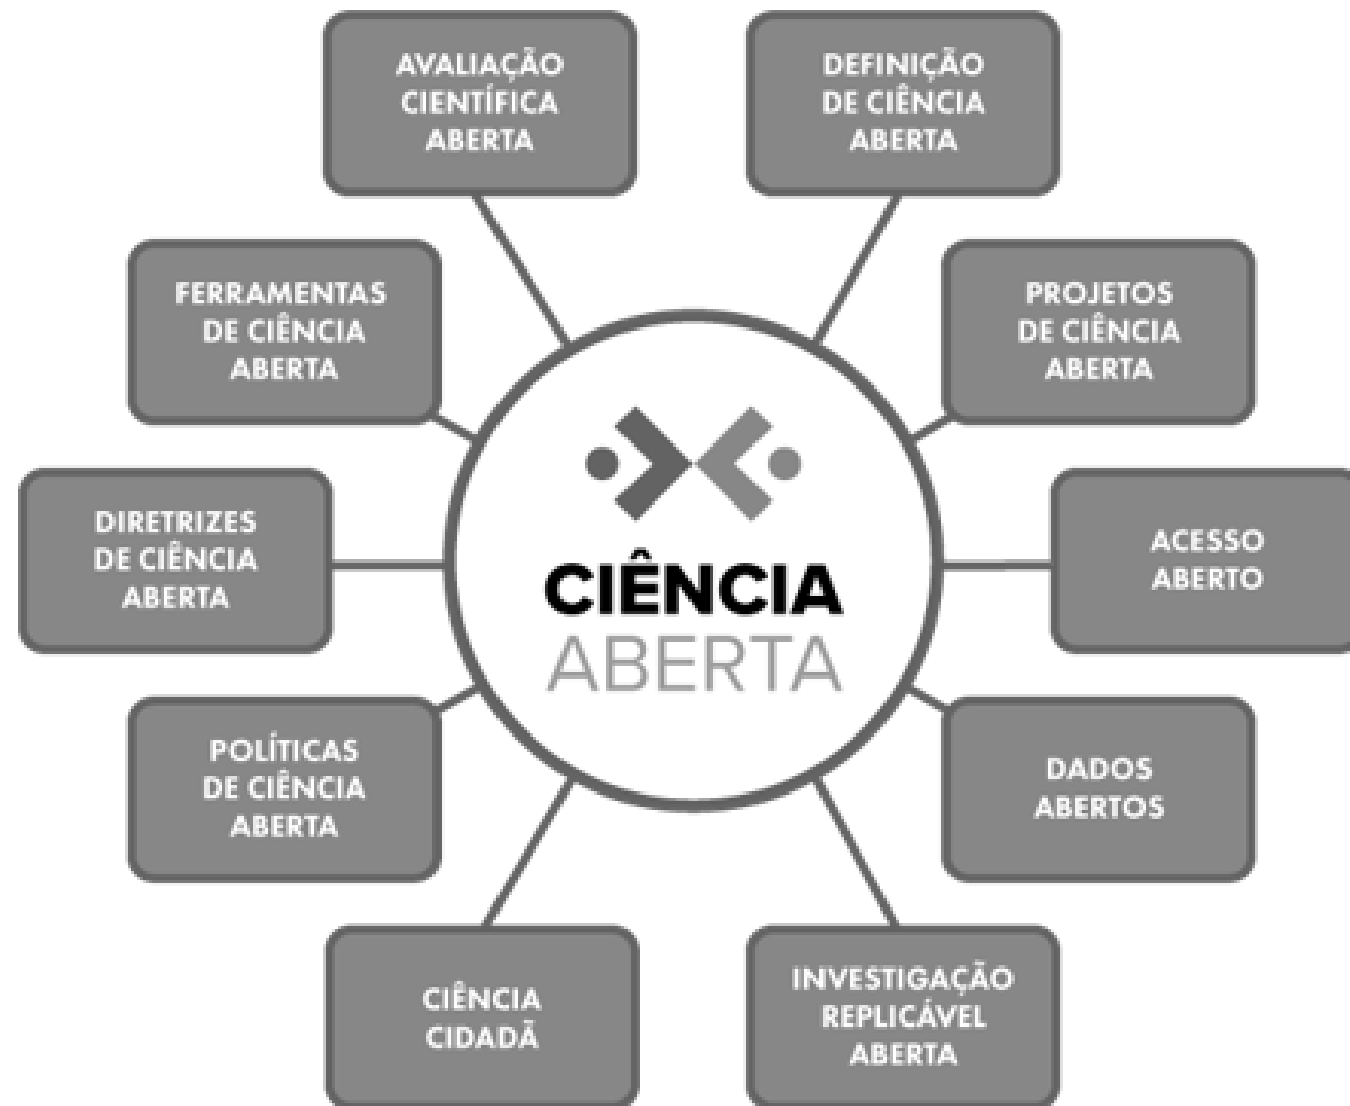 AVALIAÇÃO
CIENTÍFICA
ABERTA
DEFINIÇÃO
DE CIÊNCIA
ABERTA
FERRAMENTAS
DE CIÊNCIA
ABERTA
PROJETOS
DE CIÊNCIA
ABERTA
DIRETRIZES
DE CIÊNCIA
ABERTA
CIÊNCIA
ABERTA
ACESSO
ABERTO
POLÍTICAS
DE CIÊNCIA
ABERTA
DADOS
ABERTOS
CIÊNCIA
CIDADÃ
INVESTIGAÇÃO
REPLICÁVEL
ABERTA